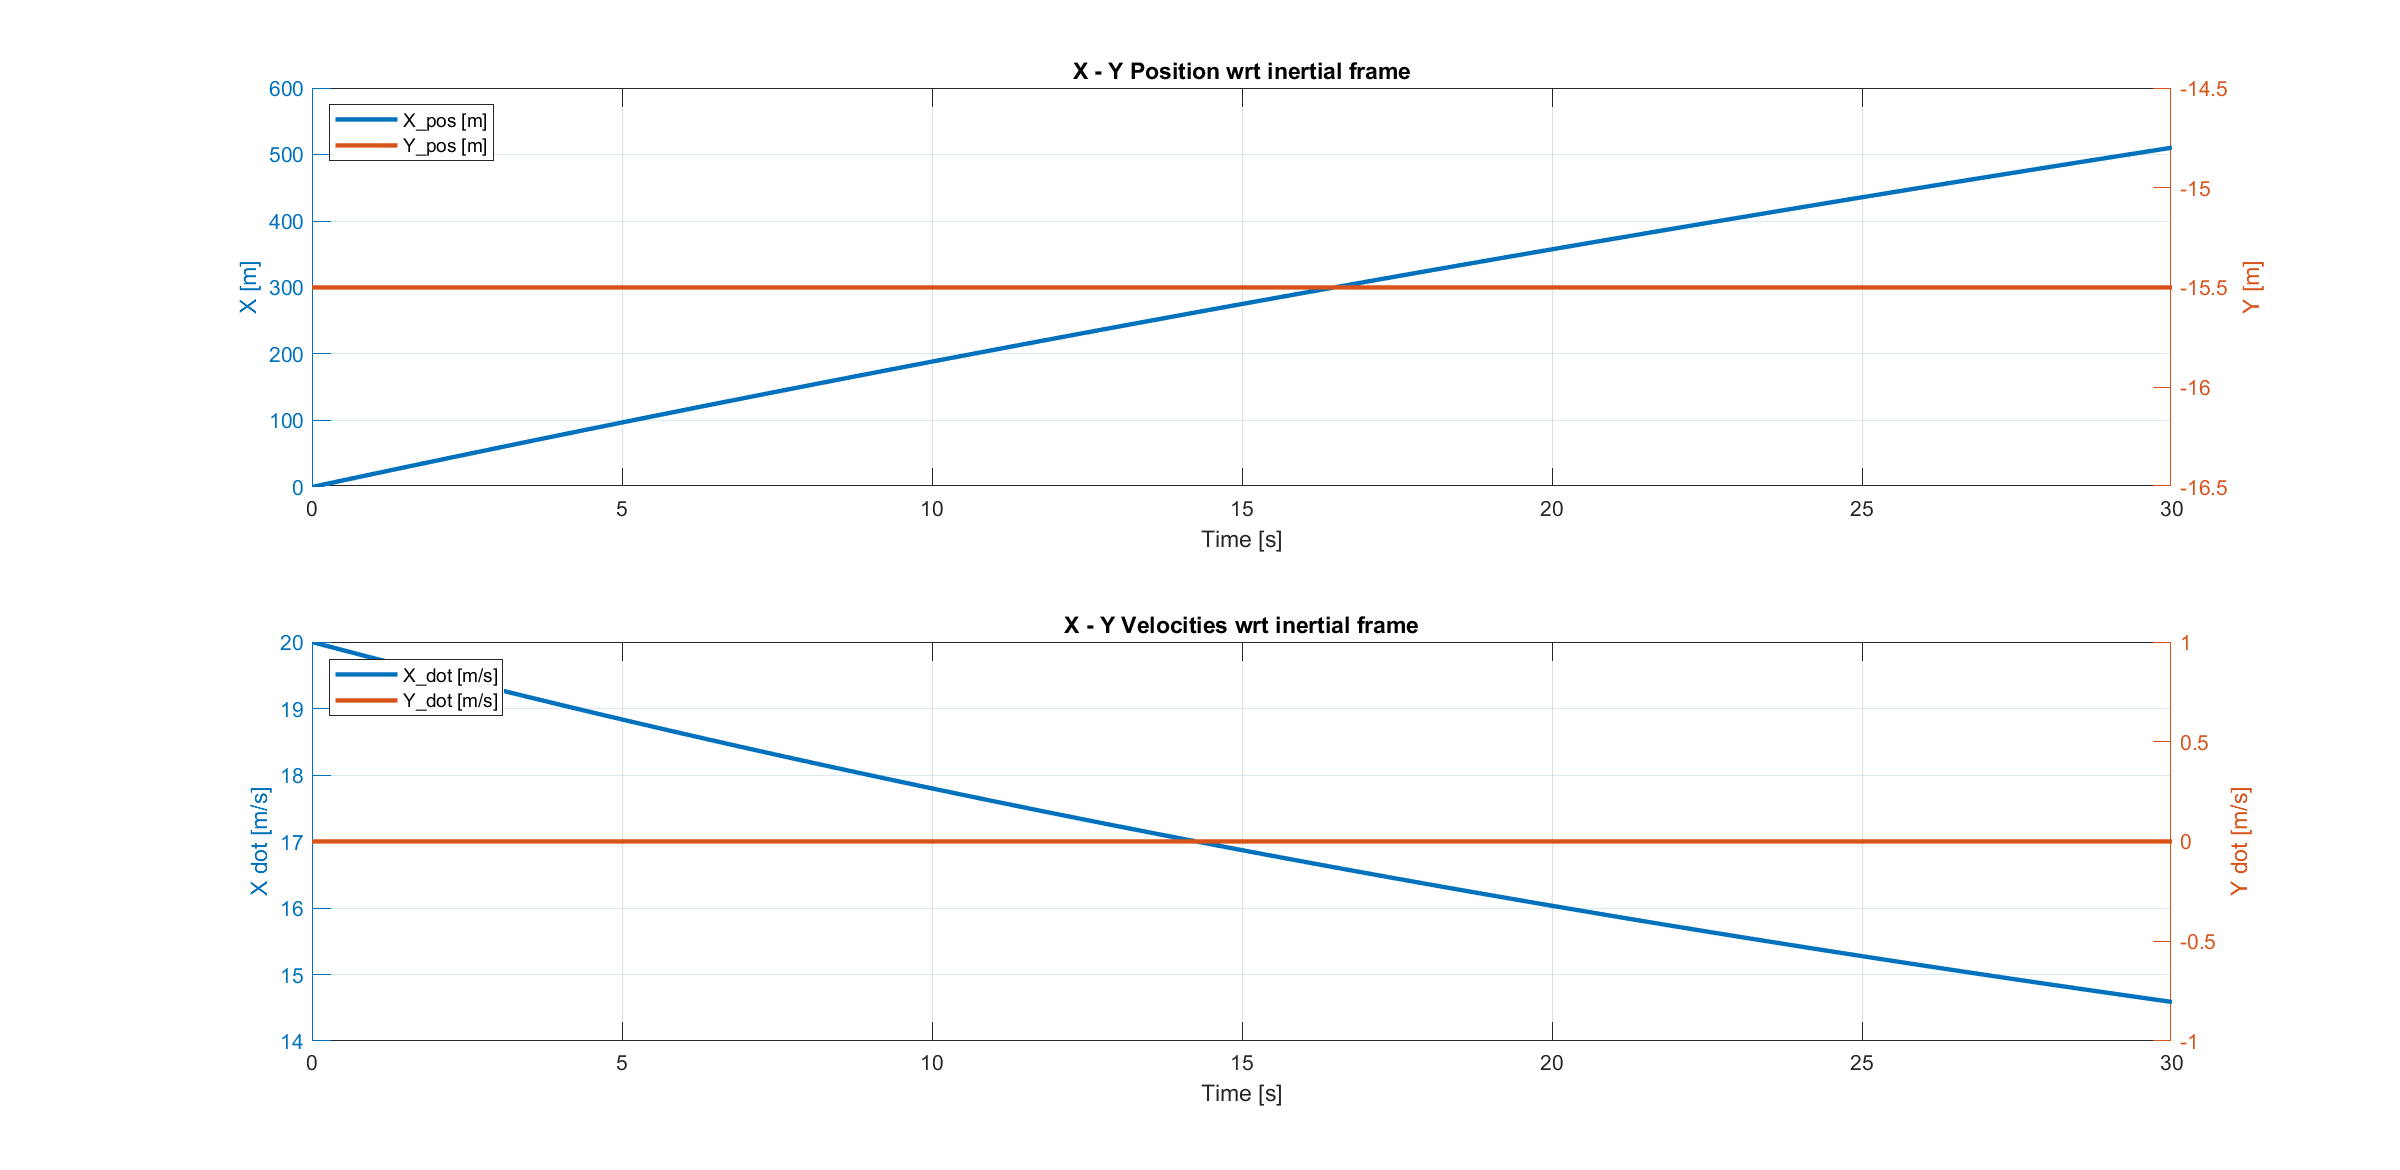 X - Y Position wrt inertial frame
600
500
400
300
200
100
0
X [m]
X_pos [m]
Y_pos [m]
-14.5
-15
-15.5
-16
-16.5
Y [m]
0 5 10 15 20 25 30
Time [s]
X - Y Velocities wrt inertial frame
20
19
18
17
16
15
14
X dot [m/s]
X_dot [m/s]
Y_dot [m/s]
1
0.5
0
-0.5
-1
Y dot [m/s]
0 5 10 15 20 25 30
Time [s]